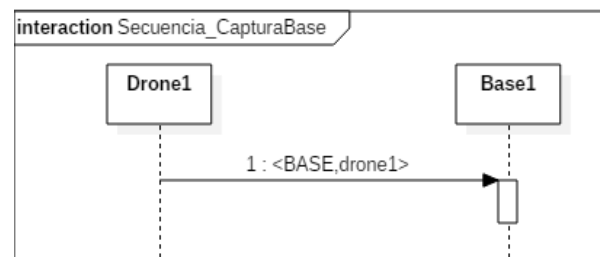 interaction Secuencia_CapturaBase
Drone1
Base1
1 : <BASE,drone1>